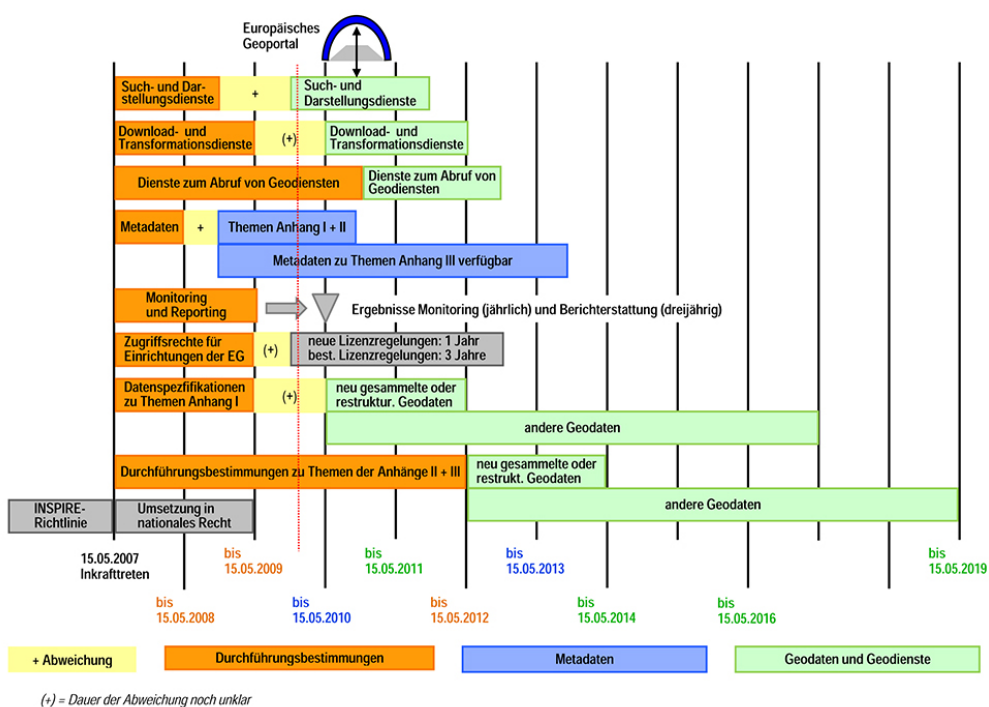 Europäisches
Geoportal
Such- und Dar-
stellungsdienste
+
Such- und
Darstellungsdienste
Download- und
Transformationsdienste
(+)
Download- und
Transformationsdienste
Dienste zum Abruf von Geodiensten
Dienste zum Abruf von
Geodiensten
Metadaten
+
Themen Anhang I + II
Metadaten zu Themen Anhang III verfügbar
Monitoring
und Reporting
Ergebnisse Monitoring (jährlich) und Berichterstattung (dreijährig)
Zugriffsrechte für
Einrichtungen der EG
(+)
neue Lizenzregelungen: 1 Jahr
best. Lizenzregelungen: 3 Jahre
Datenspezfifikationen
zu Themen Anhang I
(+)
neu gesammelte oder
restruktur. Geodaten
andere Geodaten
Durchführungsbestimmungen zu Themen der Anhänge II + III
neu gesammelte oder
restrukt. Geodaten
andere Geodaten
INSPIRE-
Richtlinie
Umsetzung in
nationales Recht
15.05.2007
Inkrafttreten
bis
15.05.2009
bis
15.05.2011
bis
15.05.2013
bis
15.05.2019
bis
15.05.2008
bis
15.05.2010
bis
15.05.2012
bis
15.05.2014
bis
15.05.2016
+ Abweichung
Durchführungsbestimmungen
Metadaten
Geodaten und Geodienste
(+) = Dauer der Abweichung noch unklar